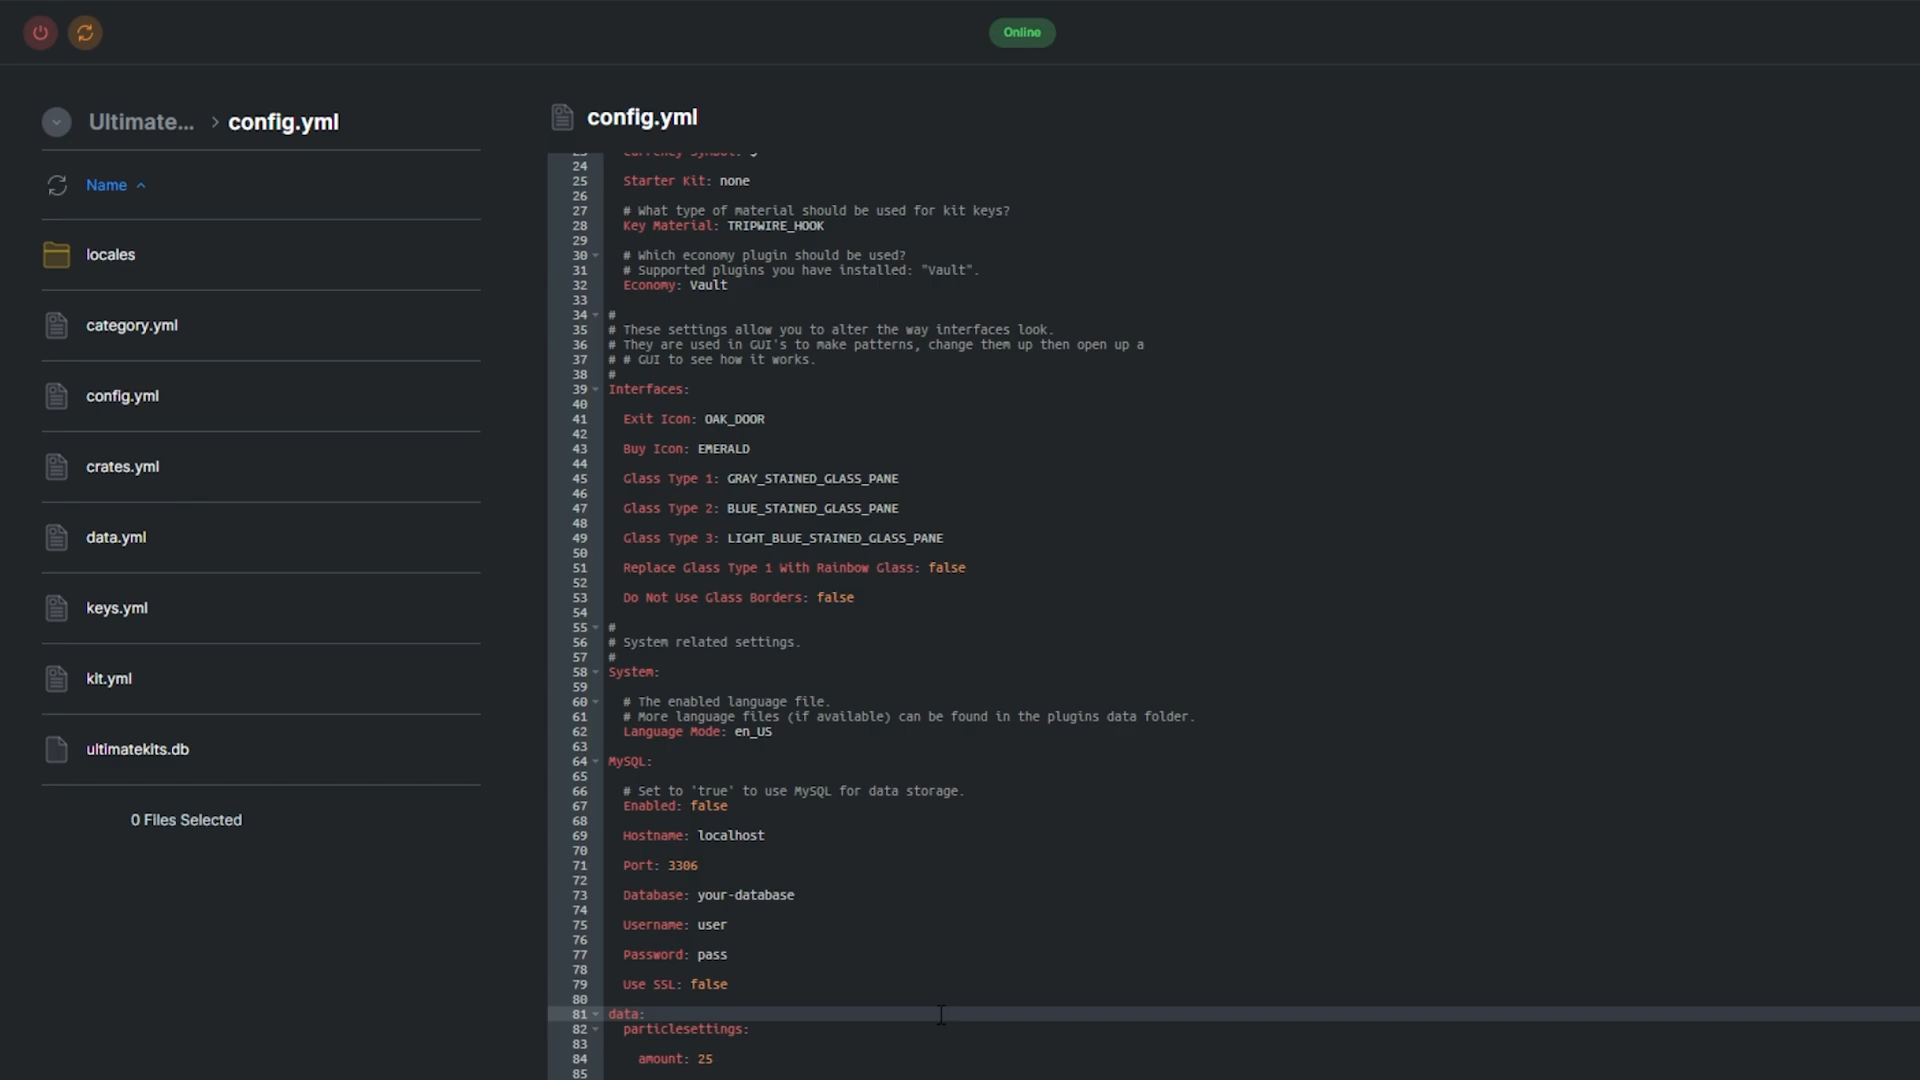 Online
Ultimate... > config.yml
Name
locales
category.yml
config.yml
crates.yml
data.yml
keys.yml
kit.yml
ultimatekits.db
0 Files Selected
config.yml
24
25 Starter Kit: none
26
27 # What type of material should be used for kit keys?
28 Key Material: TRIPWIRE_HOOK
29
30 # Which economy plugin should be used?
31 # Supported plugins you have installed: "Vault".
32 Economy: Vault
33
34 #
35 # These settings allow you to alter the way interfaces look.
36 # They are used in GUI's to make patterns, change them up then open up a
37 # # GUI to see how it works.
38 #
39 Interfaces:
40
41 Exit Icon: OAK_DOOR
42
43 Buy Icon: EMERALD
44
45 Glass Type 1: GRAY_STAINED_GLASS_PANE
46
47 Glass Type 2: BLUE_STAINED_GLASS_PANE
48
49 Glass Type 3: LIGHT_BLUE_STAINED_GLASS_PANE
50
51 Replace Glass Type 1 With Rainbow Glass: false
52
53 Do Not Use Glass Borders: false
54
55 #
56 # System related settings.
57 #
58 System:
59
60 # The enabled language file.
61 # More language files (if available) can be found in the plugins data folder.
62 Language Mode: en_US
63
64 MySQL:
65
66 # Set to 'true' to use MySQL for data storage.
67 Enabled: false
68
69 Hostname: localhost
70
71 Port: 3306
72
73 Database: your-database
74
75 Username: user
76
77 Password: pass
78
79 Use SSL: false
80
81 data:
82 particlesettings:
83
84 amount: 25
85